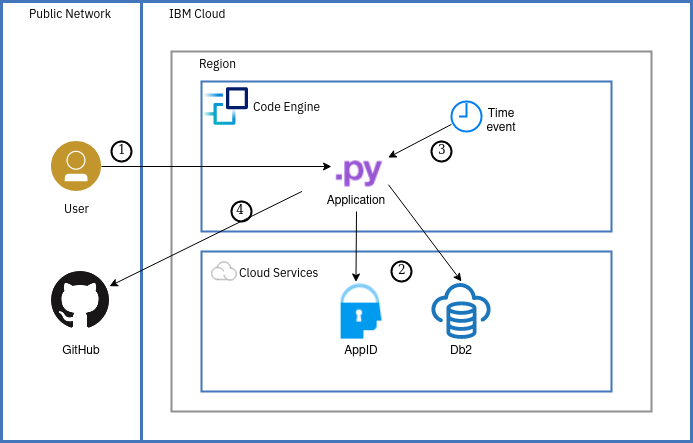 Public Network
IBM Cloud
Region
Code Engine
Time
event
1
3
.py
Application
User
4
Cloud Services
2
GitHub
AppID
Db2